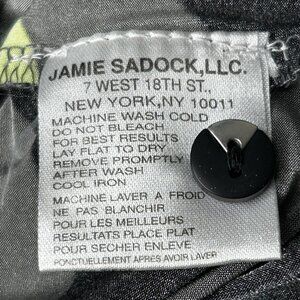 JAMIE SADOCK,LLC.
7 WEST 18TH ST.,
NEW YORK,NY 10011
MACHINE WASH COLD
DO NOT BLEACH
FOR BEST RESULTS
LAY FLAT TO DRY
REMOVE PROMPTLY
AFTER WASH
COOL IRON
MACHINE LAVER A FROID
NE PAS BLANCHIR
POUR LES MEILLEURS
RESULTATS PLACE PLAT
POUR SECHER ENLEVE
PONCTUELLEMENT APRÈS AVOIR LAVER